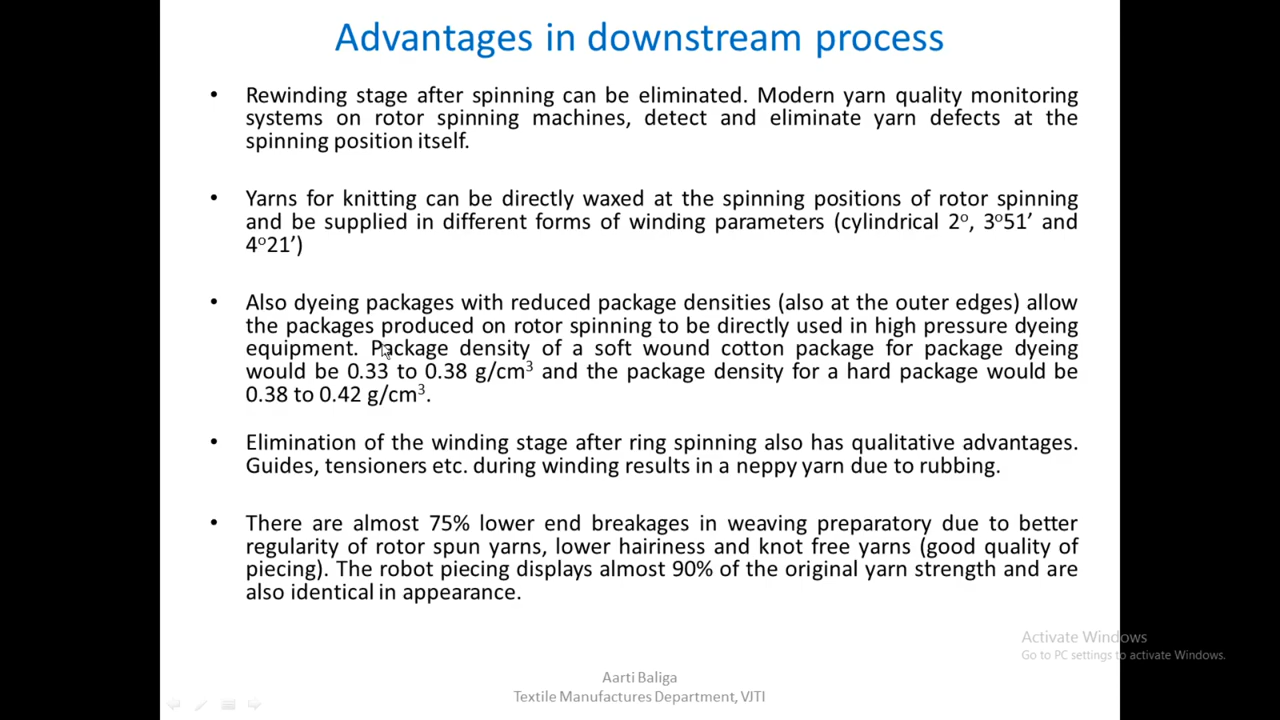 Advantages in downstream process
• Rewinding stage after spinning can be eliminated. Modern yarn quality monitoring
systems on rotor spinning machines, detect and eliminate yarn defects at the
spinning position itself.
• Yarns for knitting can be directly waxed at the spinning positions of rotor spinning
and be supplied in different forms of winding parameters (cylindrical 2°, 3°51’ and
4°21’)
• Also dyeing packages with reduced package densities (also at the outer edges) allow
the packages produced on rotor spinning to be directly used in high pressure dyeing
equipment. Package density of a soft wound cotton package for package dyeing
would be 0.33 to 0.38 g/cm³ and the package density for a hard package would be
0.38 to 0.42 g/cm³.
• Elimination of the winding stage after ring spinning also has qualitative advantages.
Guides, tensioners etc. during winding results in a neppy yarn due to rubbing.
• There are almost 75% lower end breakages in weaving preparatory due to better
regularity of rotor spun yarns, lower hairiness and knot free yarns (good quality of
piecing). The robot piecing displays almost 90% of the original yarn strength and are
also identical in appearance.
Activate Windows
Go to PC settings to activate Windows.
Aarti Baliga
Textile Manufactures Department, VJTI